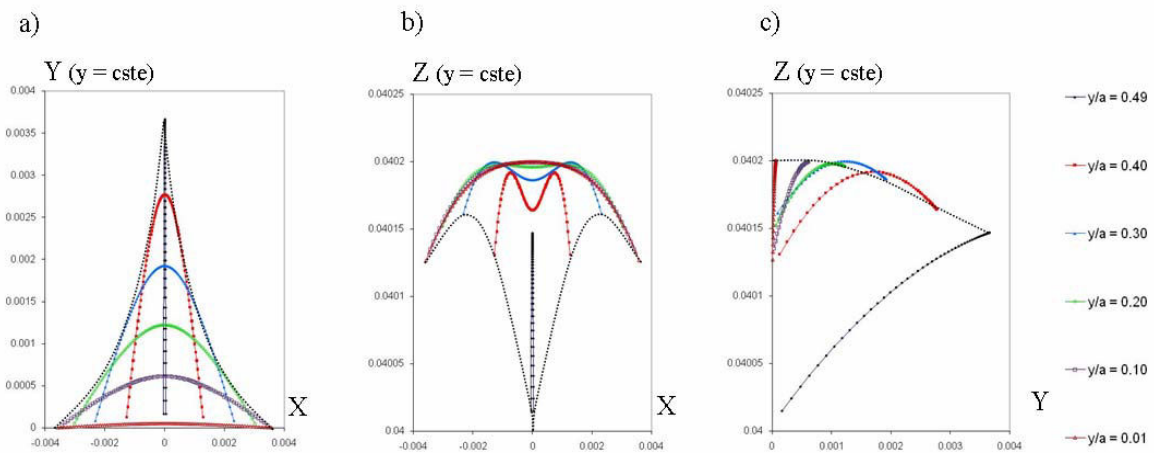 a)
b)
c)
Y (y = cste)
Z (y = cste)
Z (y = cste)
0.004
0.0035
0.003
0.0025
0.002
0.0015
0.001
0.0005
0
-0.004
-0.002
0
0.002
0.004
X
0.04025
0.0402
0.04015
0.0401
0.04005
0.04
-0.004
-0.002
0
0.002
0.004
X
0.04025
0.0402
0.04015
0.0401
0.04005
0.04
0
0.001
0.002
0.003
0.004
Y
y/a = 0.49
y/a = 0.40
y/a = 0.30
y/a = 0.20
y/a = 0.10
y/a = 0.01